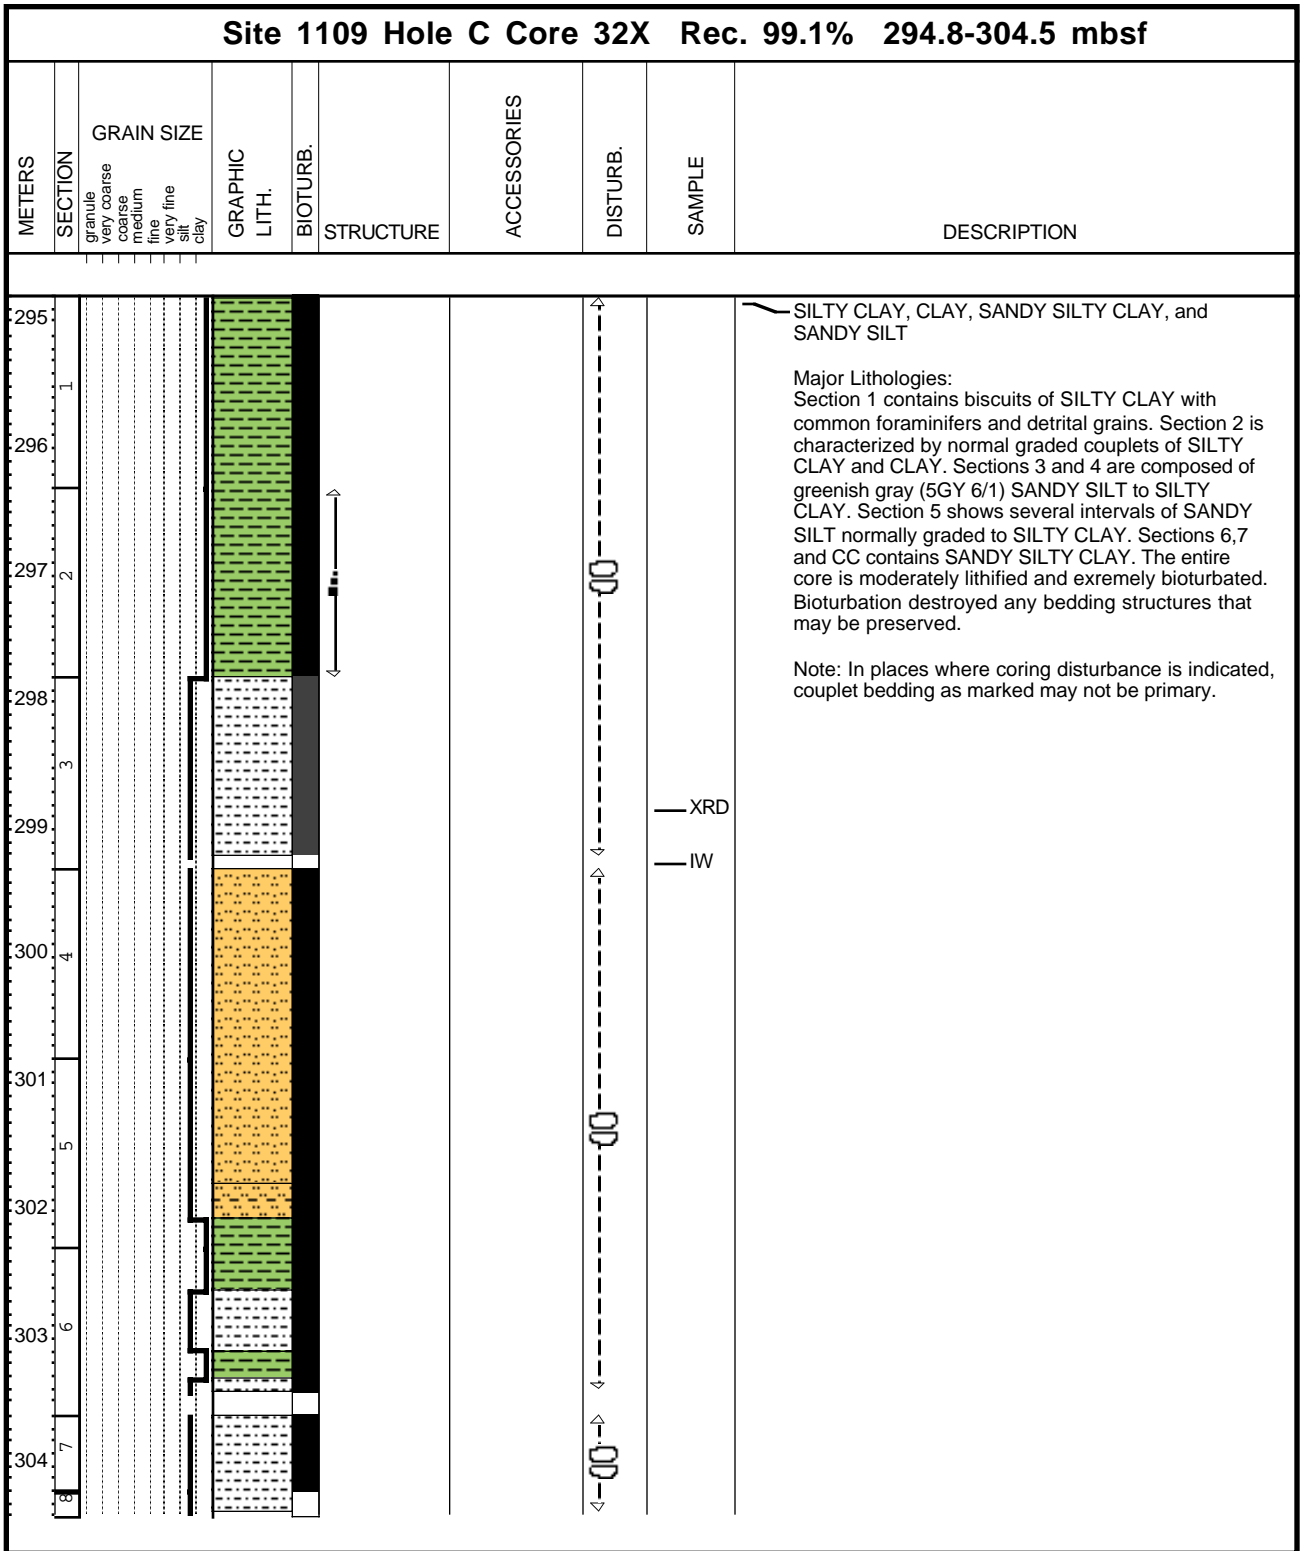 Site 1109 Hole C Core 32X Rec. 99.1% 294.8-304.5 mbsf
METERS
SECTION
GRAIN SIZE
granule
very coarse
coarse
medium
fine
very fine
silt
clay
GRAPHIC
LITH.
BIOTURB.
STRUCTURE
ACCESSORIES
DISTURB.
SAMPLE
DESCRIPTION
295
1
296
297
2
298
3
299
300
4
301
5
302
303
6
304
7
8
XRD
IW
SILTY CLAY, CLAY, SANDY SILTY CLAY, and
SANDY SILT
Major Lithologies:
Section 1 contains biscuits of SILTY CLAY with
common foraminifers and detrital grains. Section 2 is
characterized by normal graded couplets of SILTY
CLAY and CLAY. Sections 3 and 4 are composed of
greenish gray (5GY 6/1) SANDY SILT to SILTY
CLAY. Section 5 shows several intervals of SANDY
SILT normally graded to SILTY CLAY. Sections 6,7
and CC contains SANDY SILTY CLAY. The entire
core is moderately lithified and exremely bioturbated.
Bioturbation destroyed any bedding structures that
may be preserved.
Note: In places where coring disturbance is indicated,
couplet bedding as marked may not be primary.